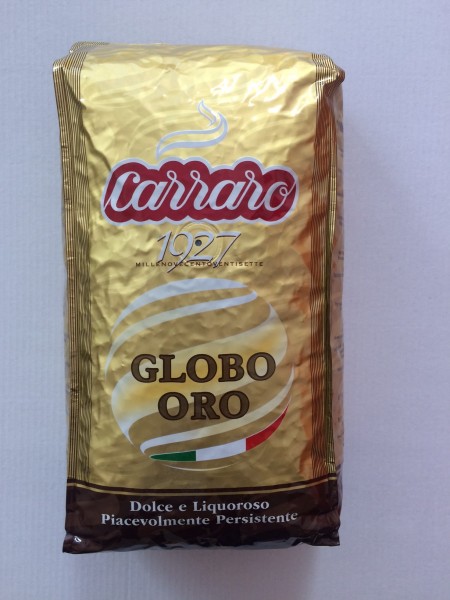 Carraro
1927
MILLENOVECENTOVENTISETTE
GLOBO
ORO
Dolce e Liquoroso
Piacevolmente Persistente